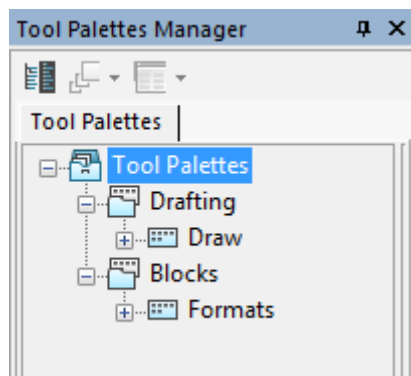 Tool Palettes Manager
Tool Palettes
Tool Palettes
Drafting
Draw
Blocks
Formats